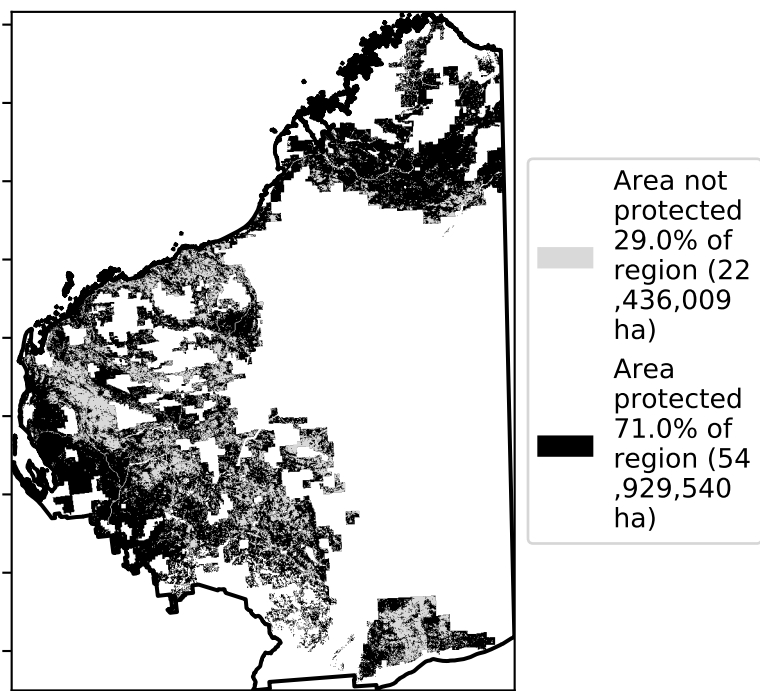 Area not
protected
29.0% of
region (22
,436,009
ha)
Area
protected
71.0% of
region (54
,929,540
ha)